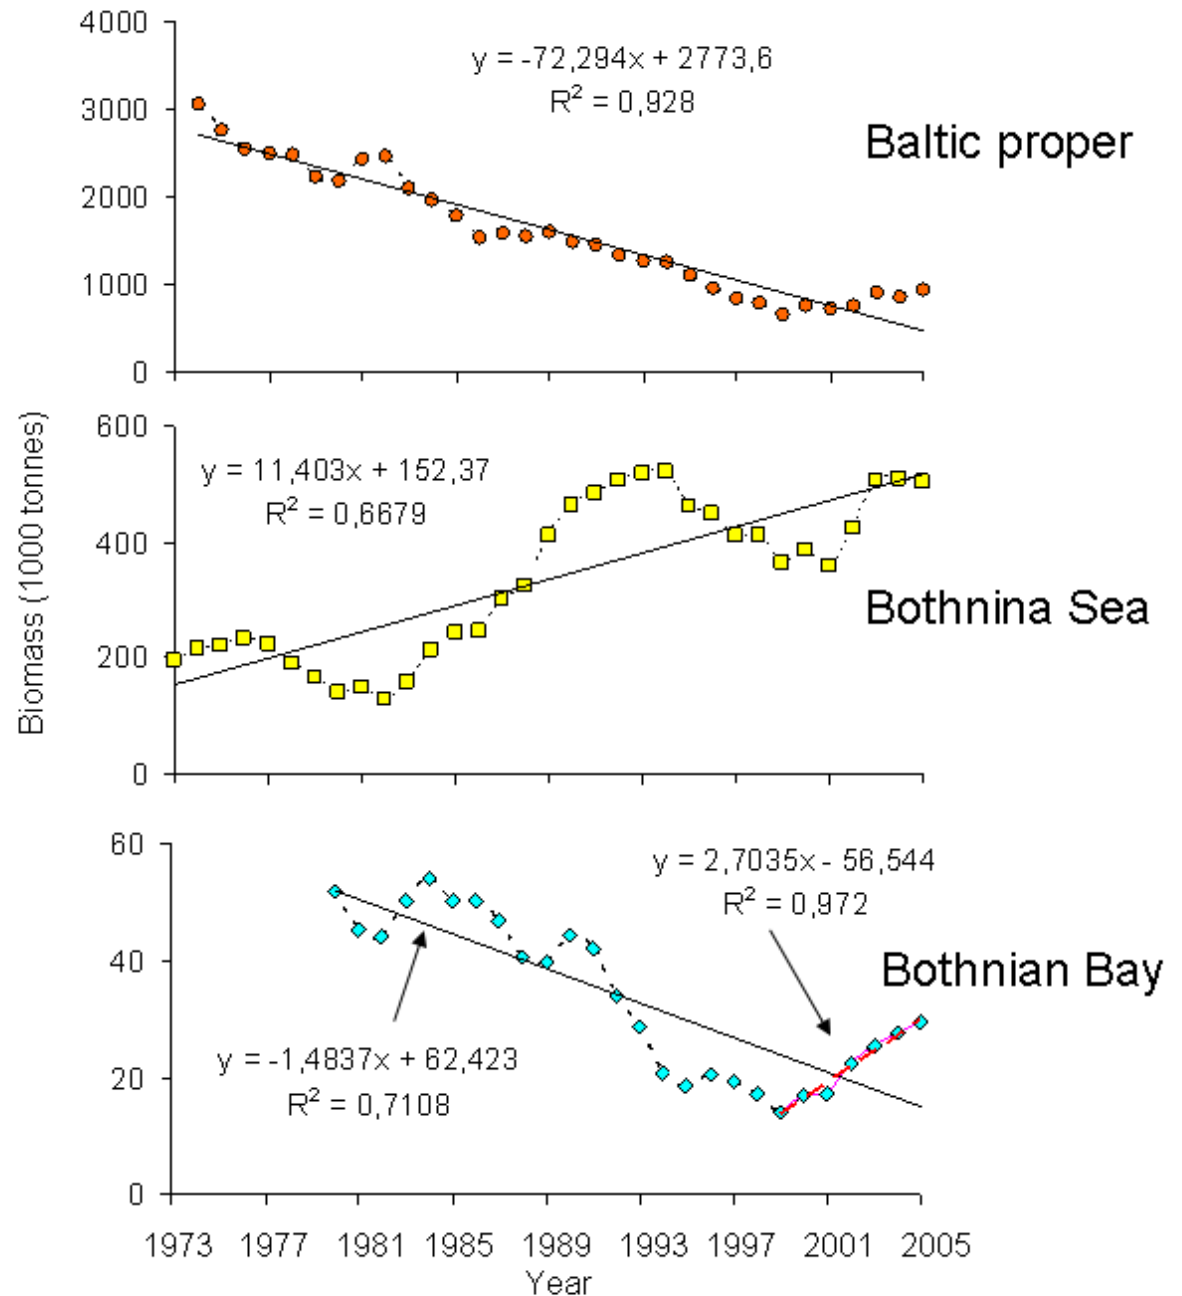 4000
y = -72,294x + 2773,6
R² = 0,928
3000
Baltic proper
2000
1000
0
Biomass (1000 tonnes)
600
y = 11,403x + 152,37
R² = 0,6679
400
Bothnina Sea
200
0
60
y = 2,7035x - 56,544
R² = 0,972
40
Bothnian Bay
y = -1,4837x + 62,423
R² = 0,7108
20
0
1973 1977 1981 1985 1989 1993 1997 2001 2005
Year